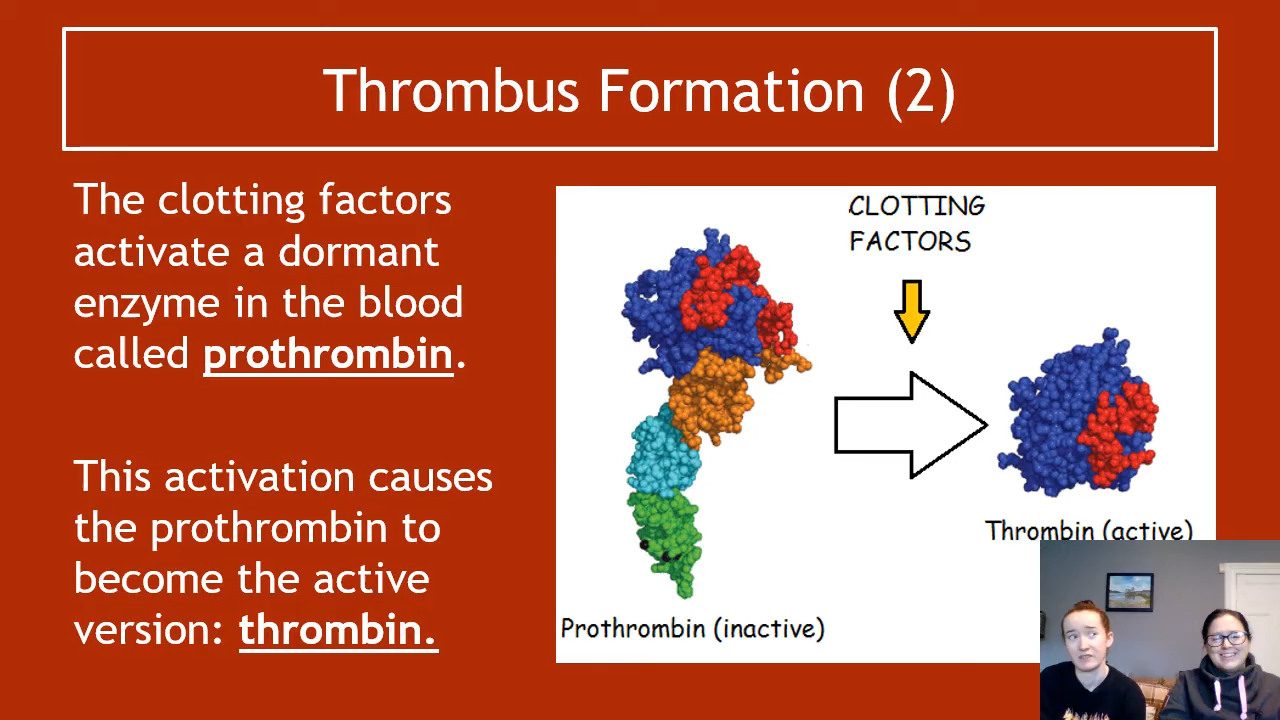 Thrombus Formation (2)
The clotting factors
activate a dormant
enzyme in the blood
called prothrombin.
This activation causes
the prothrombin to
become the active
version: thrombin.
CLOTTING
FACTORS
Thrombin (active)
Prothrombin (inactive)